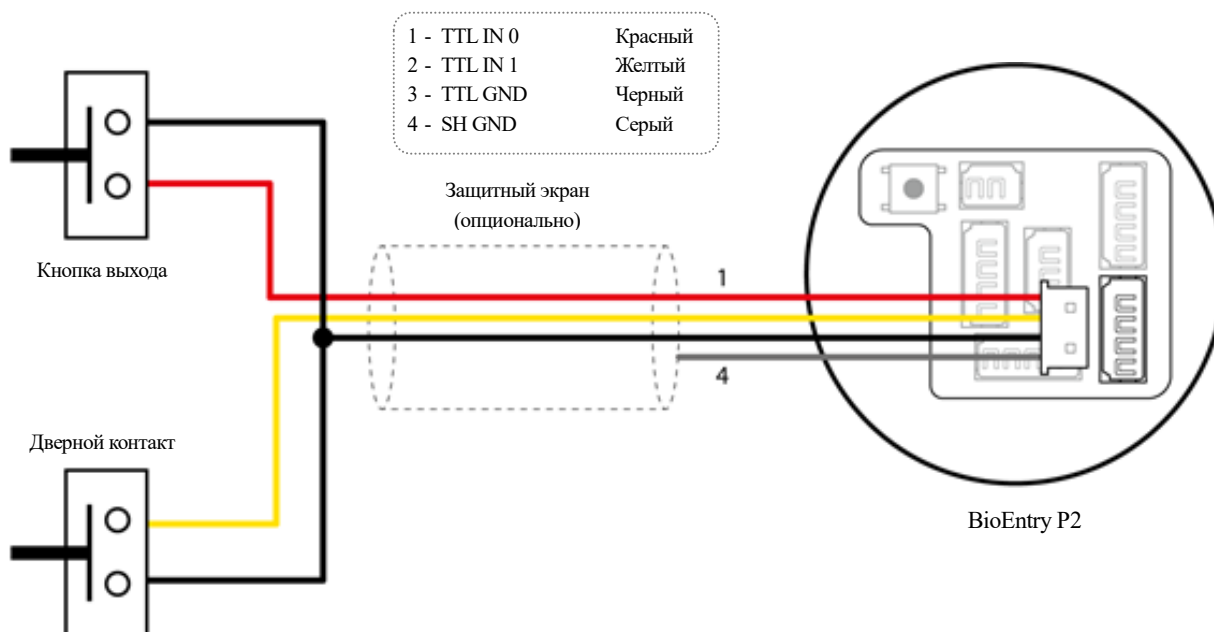 1 - TTL IN 0 Красный
2 - TTL IN 1 Желтый
3 - TTL GND Черный
4 - SH GND Серый
Защитный экран
(опционально)
Кнопка выхода
1
4
Дверной контакт
BioEntry P2